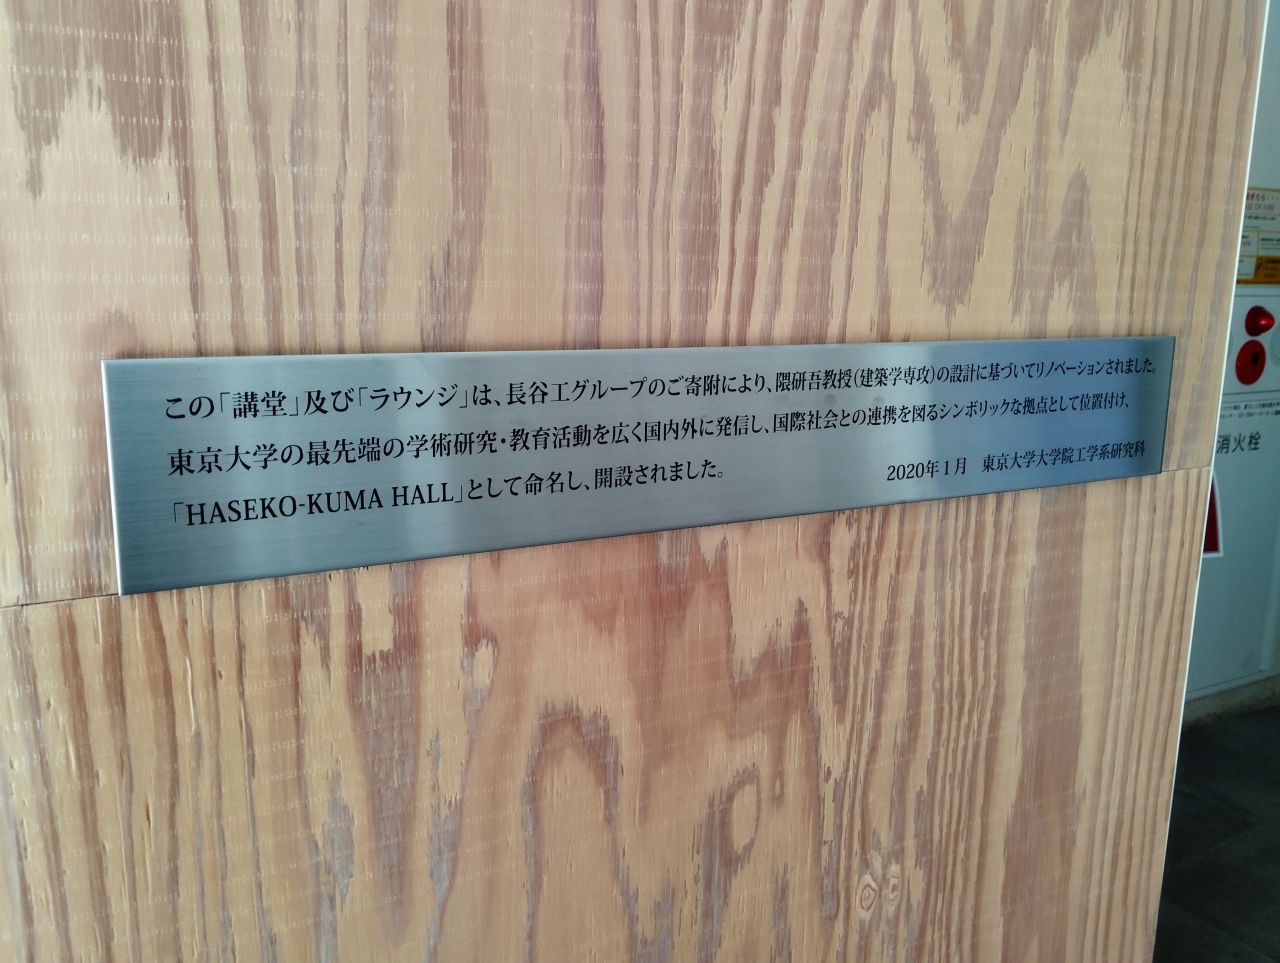 この「講堂」及び「ラウンジ」は、長谷工グループのご寄附により、隈研吾教授(建築学専攻)の設計に基づいてリノベーションされました。
東京大学の最先端の学術研究・教育活動を広く国内外に発信し、国際社会との連携を図るシンボリックな拠点として位置付け、
「HASEKO-KUMA HALL」として命名し、開設されました。
2020年1月　東京大学大学院工学系研究科
消火栓